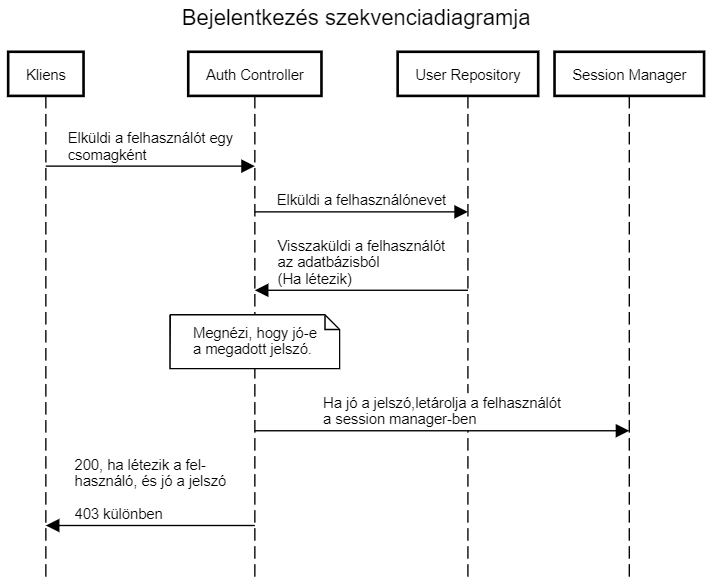 Bejelentkezés szekvenciadiagramja
Kliens
Auth Controller
User Repository
Session Manager
Elküldi a felhasználót egy
csomagként
Elküldi a felhasználónevet
Visszaküldi a felhasználót
az adatbázisból
(Ha létezik)
Megnézi, hogy jó-e
a megadott jelszó.
Ha jó a jelszó,letárolja a felhasználót
a session manager-ben
200, ha létezik a fel-
használó, és jó a jelszó
403 különben